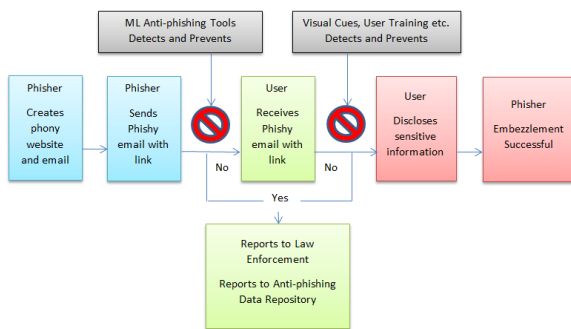 ML Anti-phishing Tools
Detects and Prevents
Visual Cues, User Training etc.
Detects and Prevents
Phisher
Creates
phony
website
and email
Phisher
Sends
Phishy
email with
link
User
Receives
Phishy
email with
link
User
Discloses
sensitive
information
Phisher
Embezzlement
Successful
No
No
Yes
Reports to Law
Enforcement
Reports to Anti-phishing
Data Repository